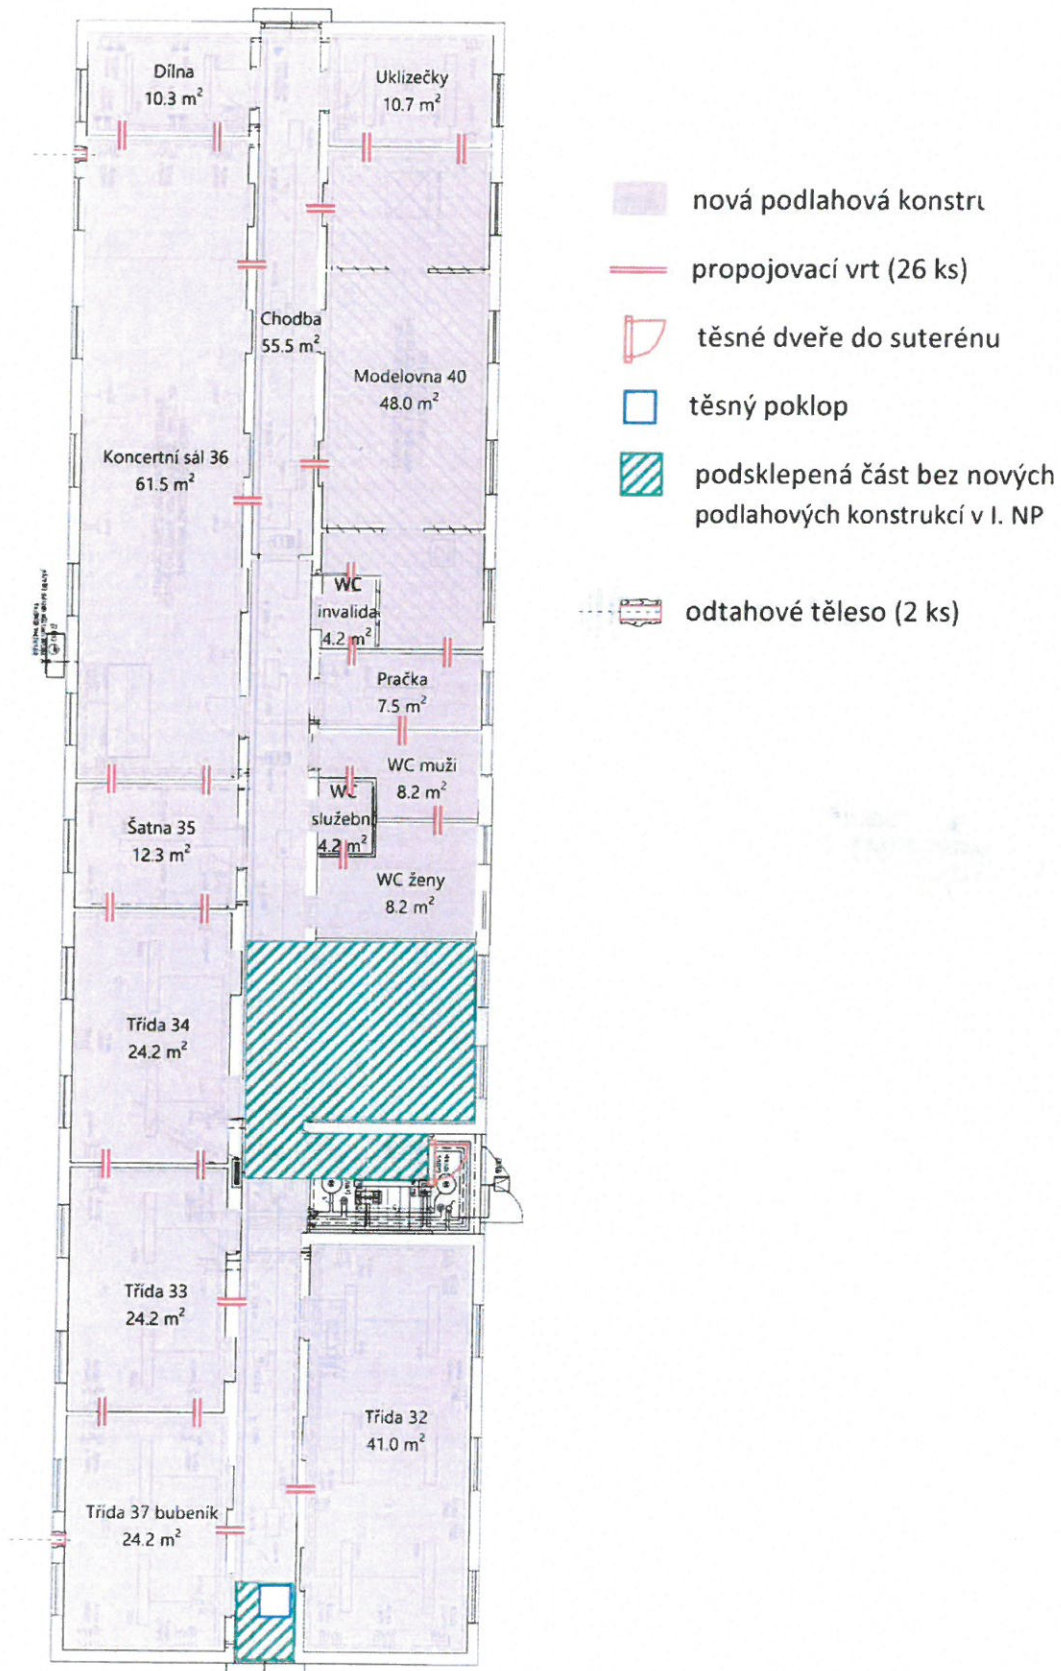 Dílna
10.3 m²
Uklízečky
10.7 m²
Chodba
55.5 m²
Modelovna 40
48.0 m²
Koncertní sál 36
61.5 m²
WC
invalida
4.2 m²
Pračka
7.5 m²
WC muži
8.2 m²
WC
služební
4.2 m²
Šatna 35
12.3 m²
WC ženy
8.2 m²
Třída 34
24.2 m²
Třída 33
24.2 m²
Třída 32
41.0 m²
Třída 37 bubeník
24.2 m²
nová podlahová konstru
propojovací vrt (26 ks)
těsné dveře do suterénu
těsný poklop
podsklepená část bez nových
podlahových konstrukcí v I. NP
odtahové těleso (2 ks)